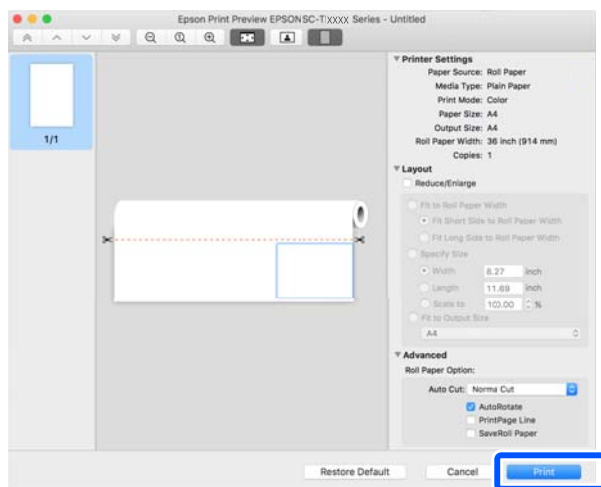 Epson Print Preview EPSONSC-TXXXX Series - Untitled
1/1
Printer Settings
Paper Source: Roll Paper
Media Type: Plain Paper
Print Mode: Color
Paper Size: A4
Output Size: A4
Roll Paper Width: 36 inch (914 mm)
Copies: 1
Layout
Reduce/Enlarge
Fit to Roll Paper Width
Fit Short Side to Roll Paper Width
Fit Long Side to Roll Paper Width
Specify Size
Width 8.27 inch
Length 11.69 inch
Scale to 100.00 %
Fit to Output Size
A4
Advanced
Roll Paper Option:
Auto Cut: Norma Cut
AutoRotate
PrintPage Line
SaveRoll Paper
Restore Default Cancel Print